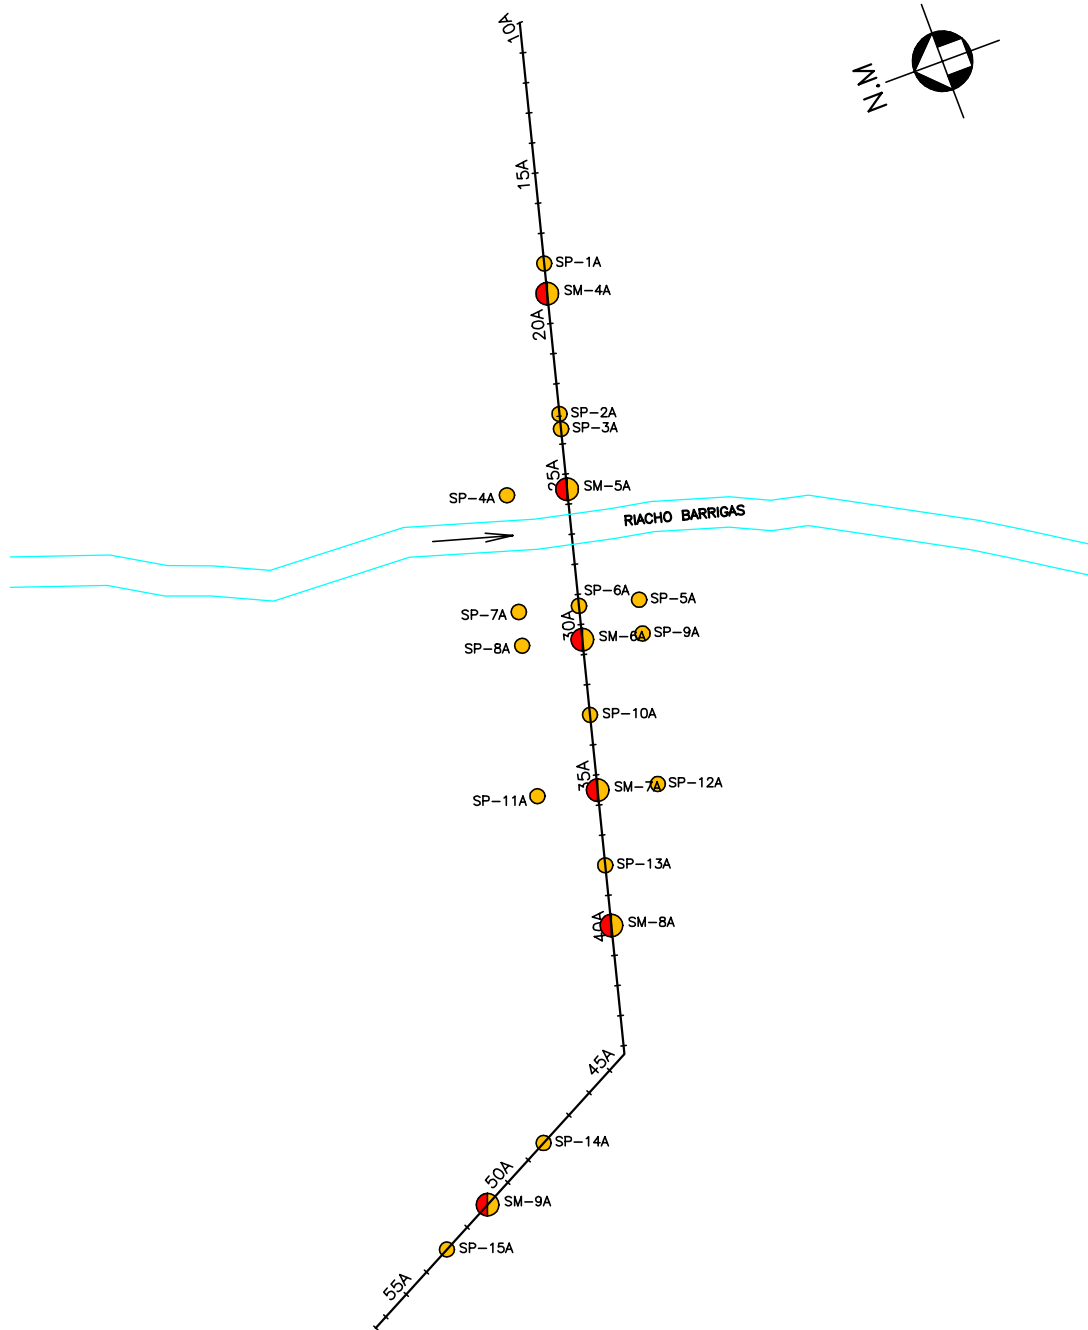 10A
N.M
15A
SP-1A
SM-4A
20A
SP-2A
SP-3A
25A
SM-5A
SP-4A
RIACHO BARRIGAS
SP-6A
SP-5A
SP-7A
30A
SM-6A
SP-9A
SP-8A
SP-10A
35A
SM-7A
SP-12A
SP-11A
SP-13A
40A
SM-8A
45A
SP-14A
50A
SM-9A
SP-15A
55A